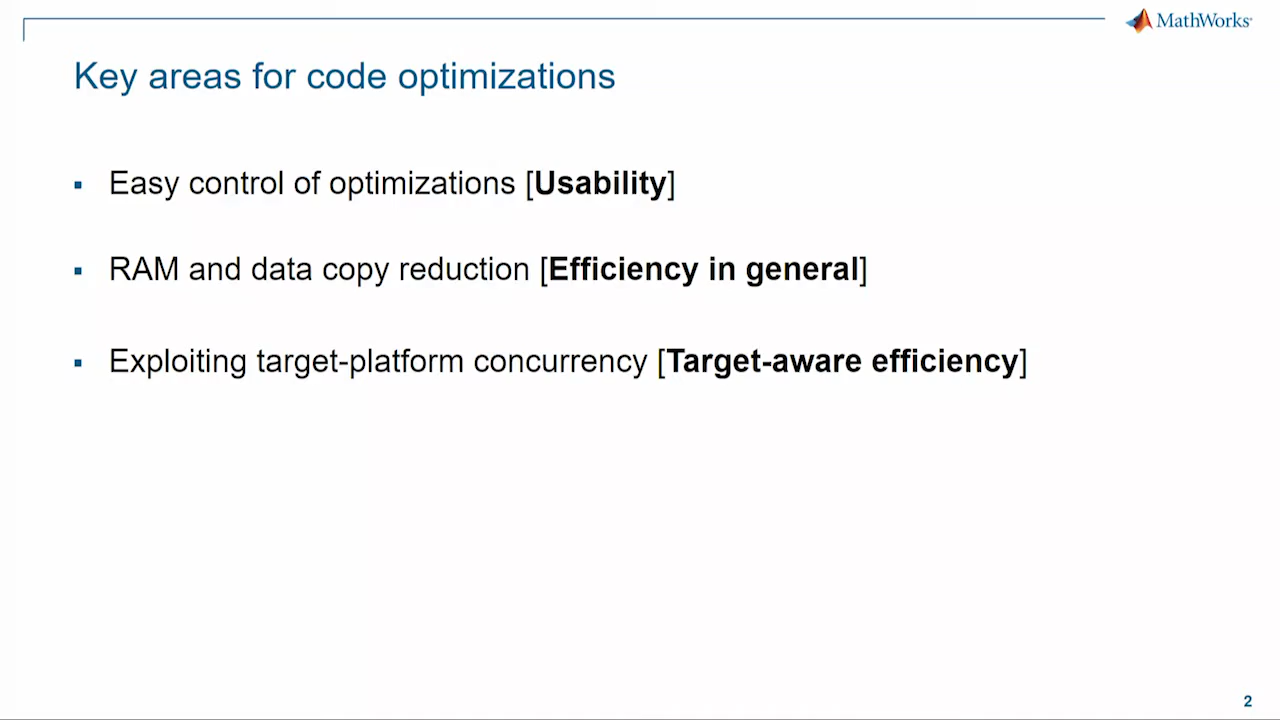 MathWorks
Key areas for code optimizations
▪ Easy control of optimizations [Usability]
▪ RAM and data copy reduction [Efficiency in general]
▪ Exploiting target-platform concurrency [Target-aware efficiency]
2